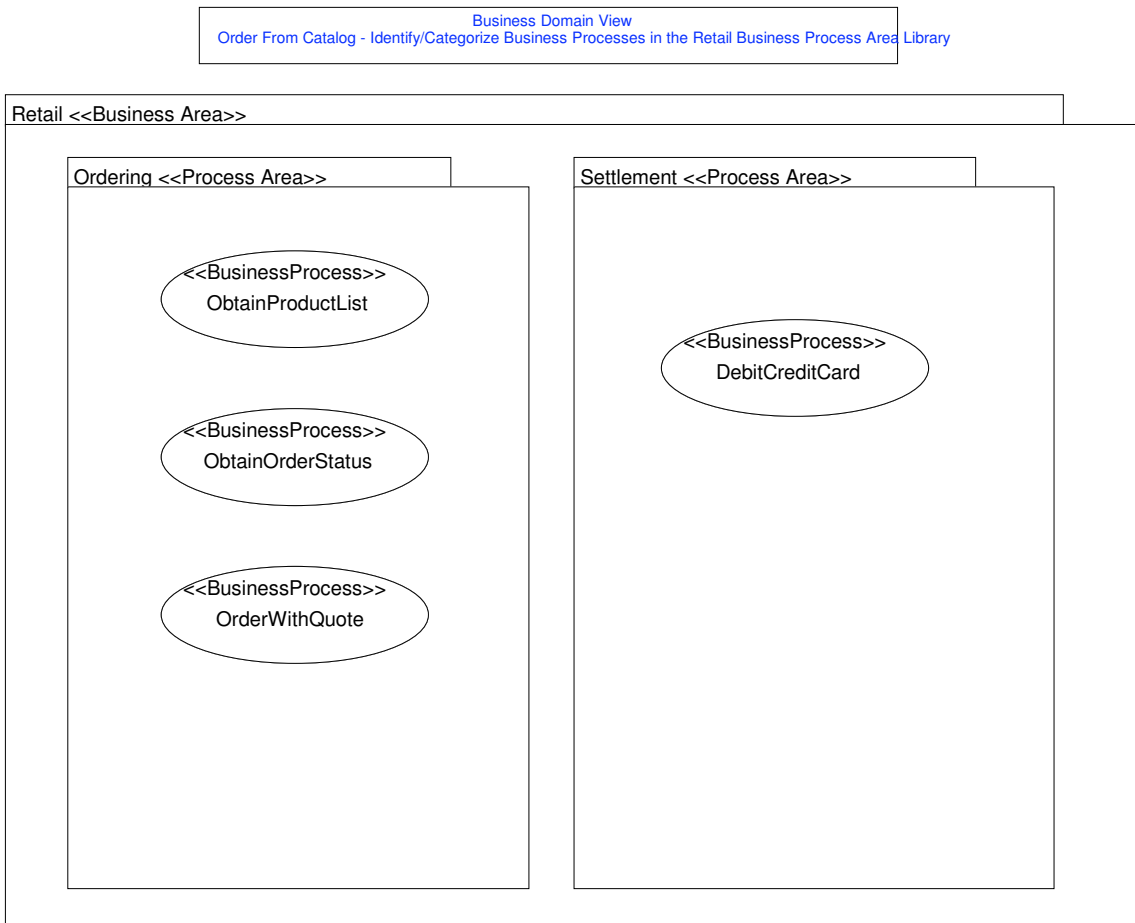 Business Domain View
Order From Catalog - Identify/Categorize Business Processes in the Retail Business Process Area Library
Retail <<Business Area>>
Ordering <<Process Area>>
<<BusinessProcess>>
ObtainProductList
<<BusinessProcess>>
ObtainOrderStatus
<<BusinessProcess>>
OrderWithQuote
Settlement <<Process Area>>
<<BusinessProcess>>
DebitCreditCard